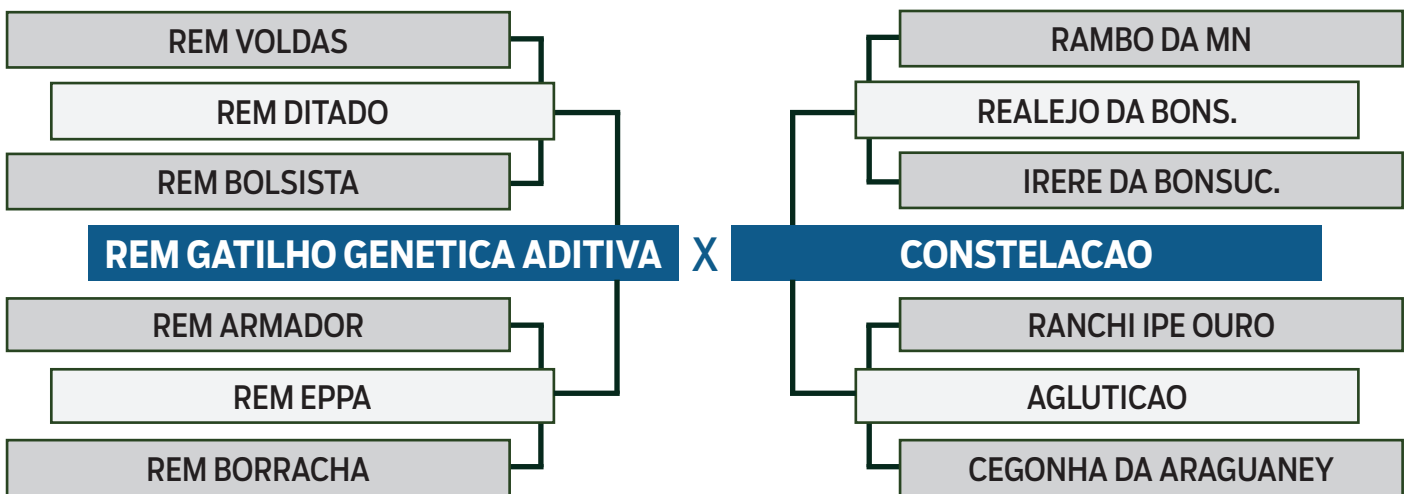 REM VOLDAS
RAMBO DA MN
REM DITADO
REALEJO DA BONS.
REM BOLSISTA
IRERE DA BONSUC.
REM GATILHO GENETICA ADITIVA X CONSTELACAO
REM ARMADOR
RANCHI IPE OURO
REM EPPA
AGLUTICAO
REM BORRACHA
CEGONHA DA ARAGUANEY